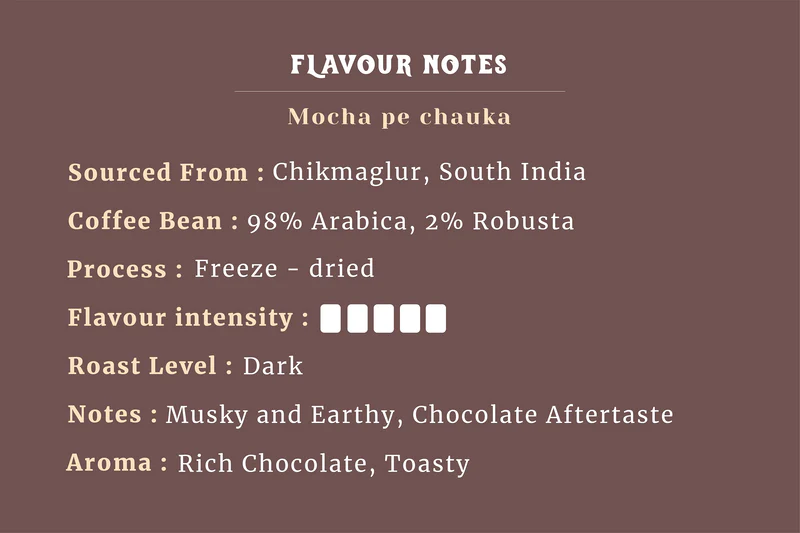 FLAVOUR NOTES
Mocha pe chauka
Sourced From : Chikmaglur, South India
Coffee Bean : 98% Arabica, 2% Robusta
Process : Freeze - dried
Flavour intensity :
Roast Level : Dark
Notes : Musky and Earthy, Chocolate Aftertaste
Aroma : Rich Chocolate, Toasty